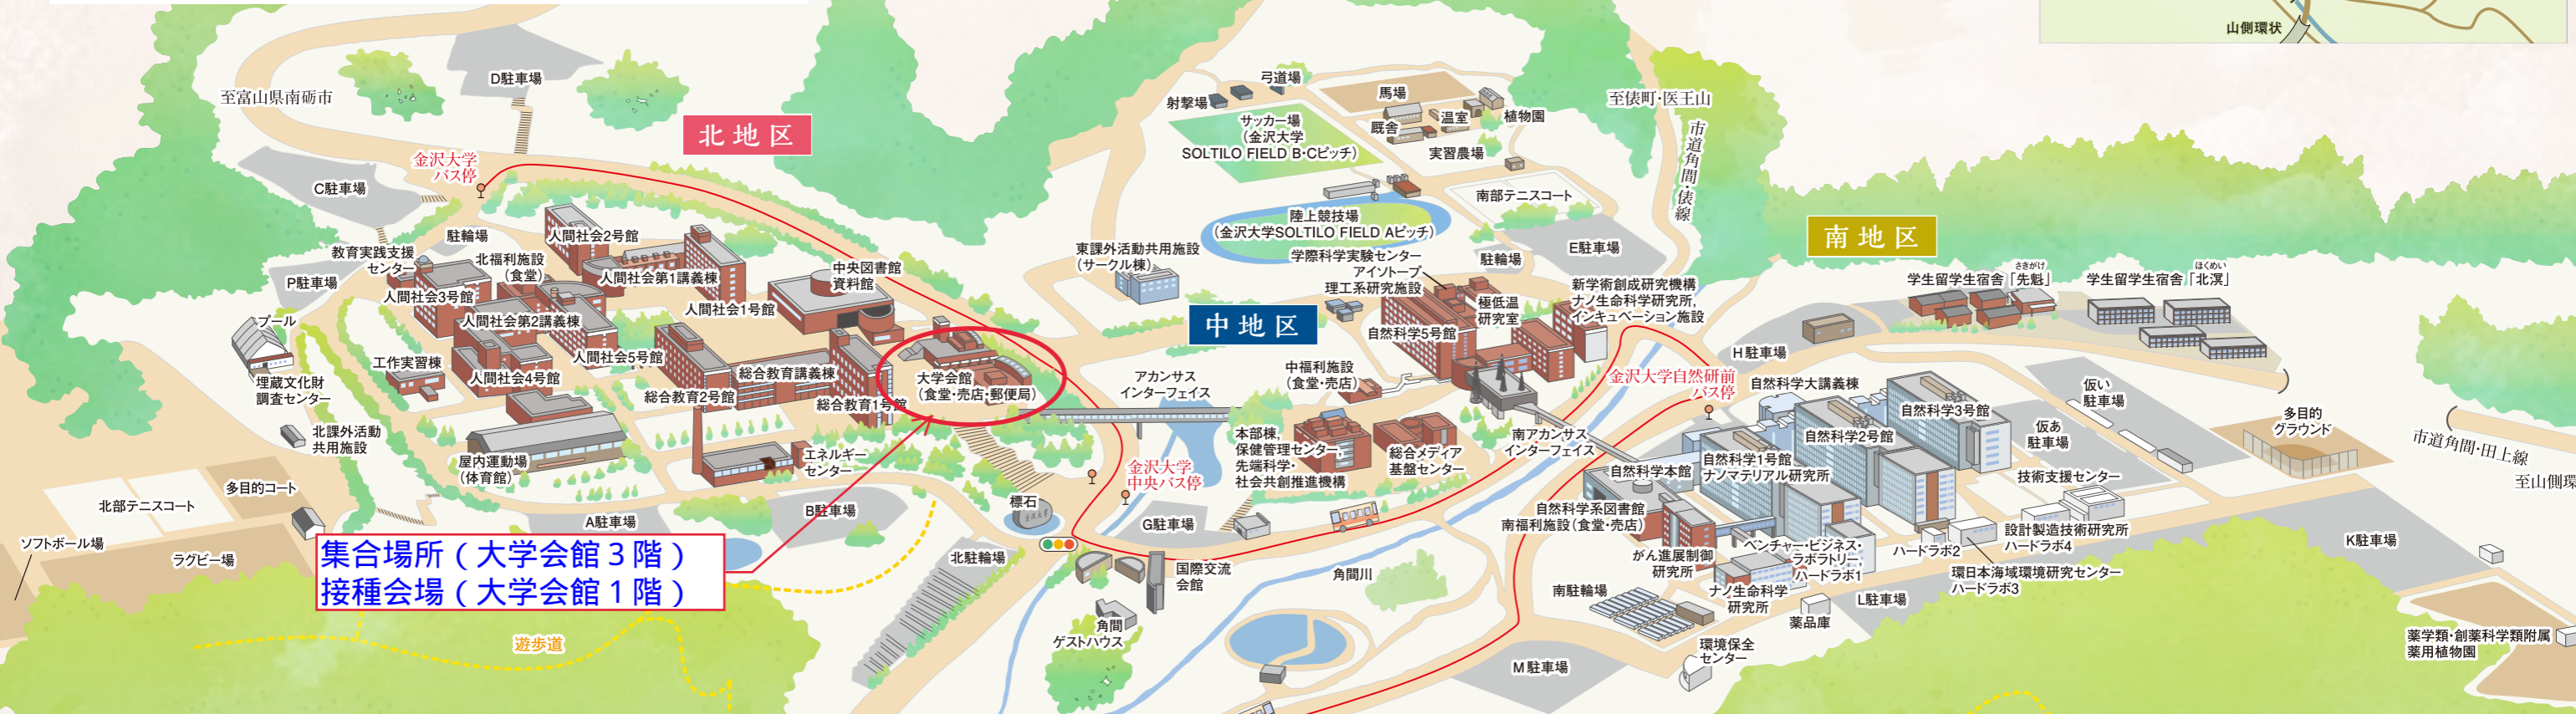 山側環状
至富山県南砺市
D駐車場
北地区
金沢大学
バス停
C駐車場
駐輪場
教育実践支援
センター
P駐車場
人間社会2号館
北福利施設
(食堂)
人間社会第1講義棟
人間社会3号館
人間社会1号館
中央図書館
資料館
人間社会第2講義棟
プール
工作実習棟
人間社会5号館
人間社会4号館
埋蔵文化財
調査センター
総合教育講義棟
総合教育2号館
総合教育1号館
大学会館
(食堂・売店・郵便局)
北課外活動
共用施設
屋内運動場
(体育館)
エネルギー
センター
多目的コート
北部テニスコート
A駐車場
B駐車場
ソフトボール場
ラグビー場
集合場所(大学会館3階)
接種会場(大学会館1階)
遊歩道
標石
金沢大学
北駐輪場
弓道場
射撃場
馬場
サッカー場
(金沢大学
SOLTILO FIELD B・Cピッチ)
厩舎
温室
植物園
実習農場
南部テニスコート
陸上競技場
(金沢大学SOLTILO FIELD Aピッチ)
東課外活動共用施設
(サークル棟)
学際科学実験センター
アイソトープ
理工系研究施設
駐輪場
E駐車場
至俵町・医王山
市道角間・俵線
中地区
自然科学5号館
極低温
研究室
新学術創成研究機構
ナノ生命科学研究所,
インキュベーション施設
アカンサス
インターフェイス
中福利施設
(食堂・売店)
本部棟,
保健管理センター,
先端科学・
社会共創推進機構
総合メディア
基盤センター
南アカンサス
インターフェイス
金沢大学
中央バス停
G駐車場
国際交流
会館
角間
ゲストハウス
角間川
南地区
学生留学生宿舎「先魁」
さきがけ
学生留学生宿舎「北溟」
ほくめい
H駐車場
金沢大学自然研前
バス停
自然科学大講義棟
自然科学3号館
自然科学2号館
自然科学1号館
ナノマテリアル研究所
自然科学本館
自然科学系図書館
南福利施設(食堂・売店)
仮い
駐車場
仮あ
駐車場
多目的
グラウンド
市道角間・田上線
至山側環
技術支援センター
設計製造技術研究所
ハードラボ4
ハードラボ2
環日本海域環境研究センター
ハードラボ3
がん進展制御
研究所
ベンチャー・ビジネス・
ラボラトリー,
ハードラボ1
ナノ生命科学
研究所
薬品庫
L駐車場
K駐車場
南駐輪場
環境保全
センター
M駐車場
薬学類・創薬科学類附属
薬用植物園